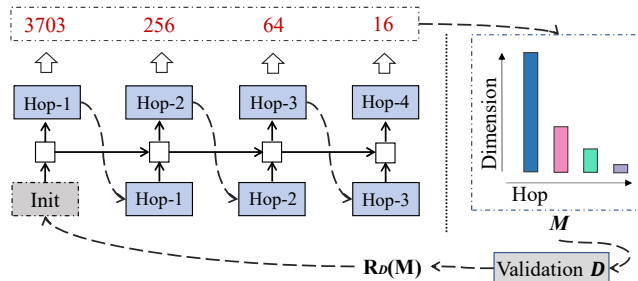 3703 256 64 16
Hop-1 Hop-2 Hop-3 Hop-4
Init Hop-1 Hop-2 Hop-3
Dimension
Hop
M
Validation D
R_D(M)